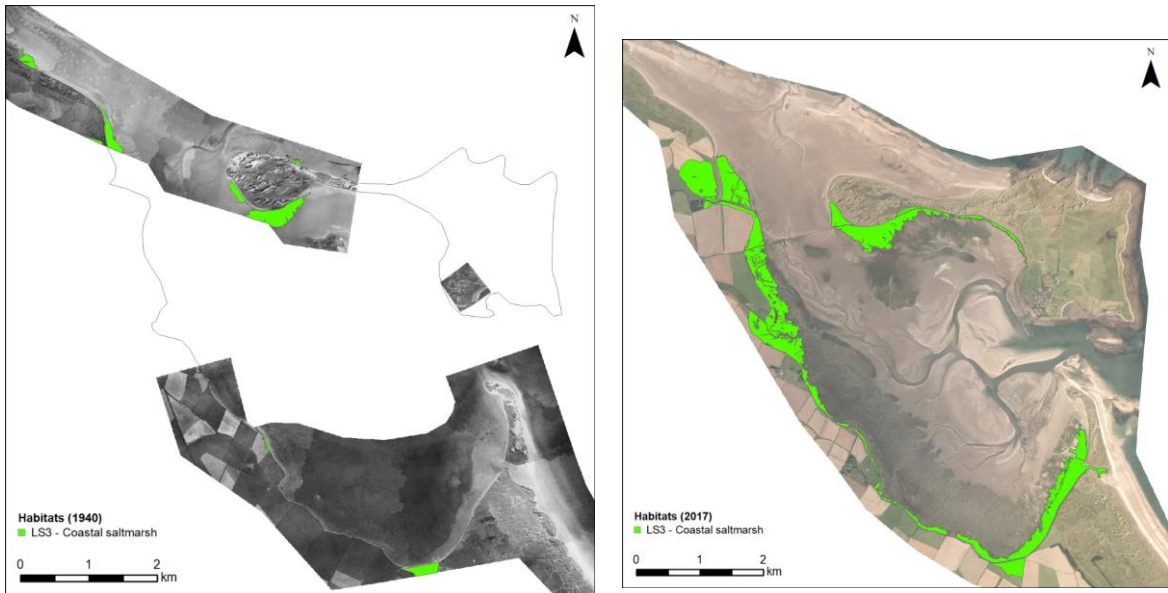 N
Habitats (1940)
LS3 - Coastal saltmarsh
0 1 2
km
N
Habitats (2017)
LS3 - Coastal saltmarsh
0 1 2
km